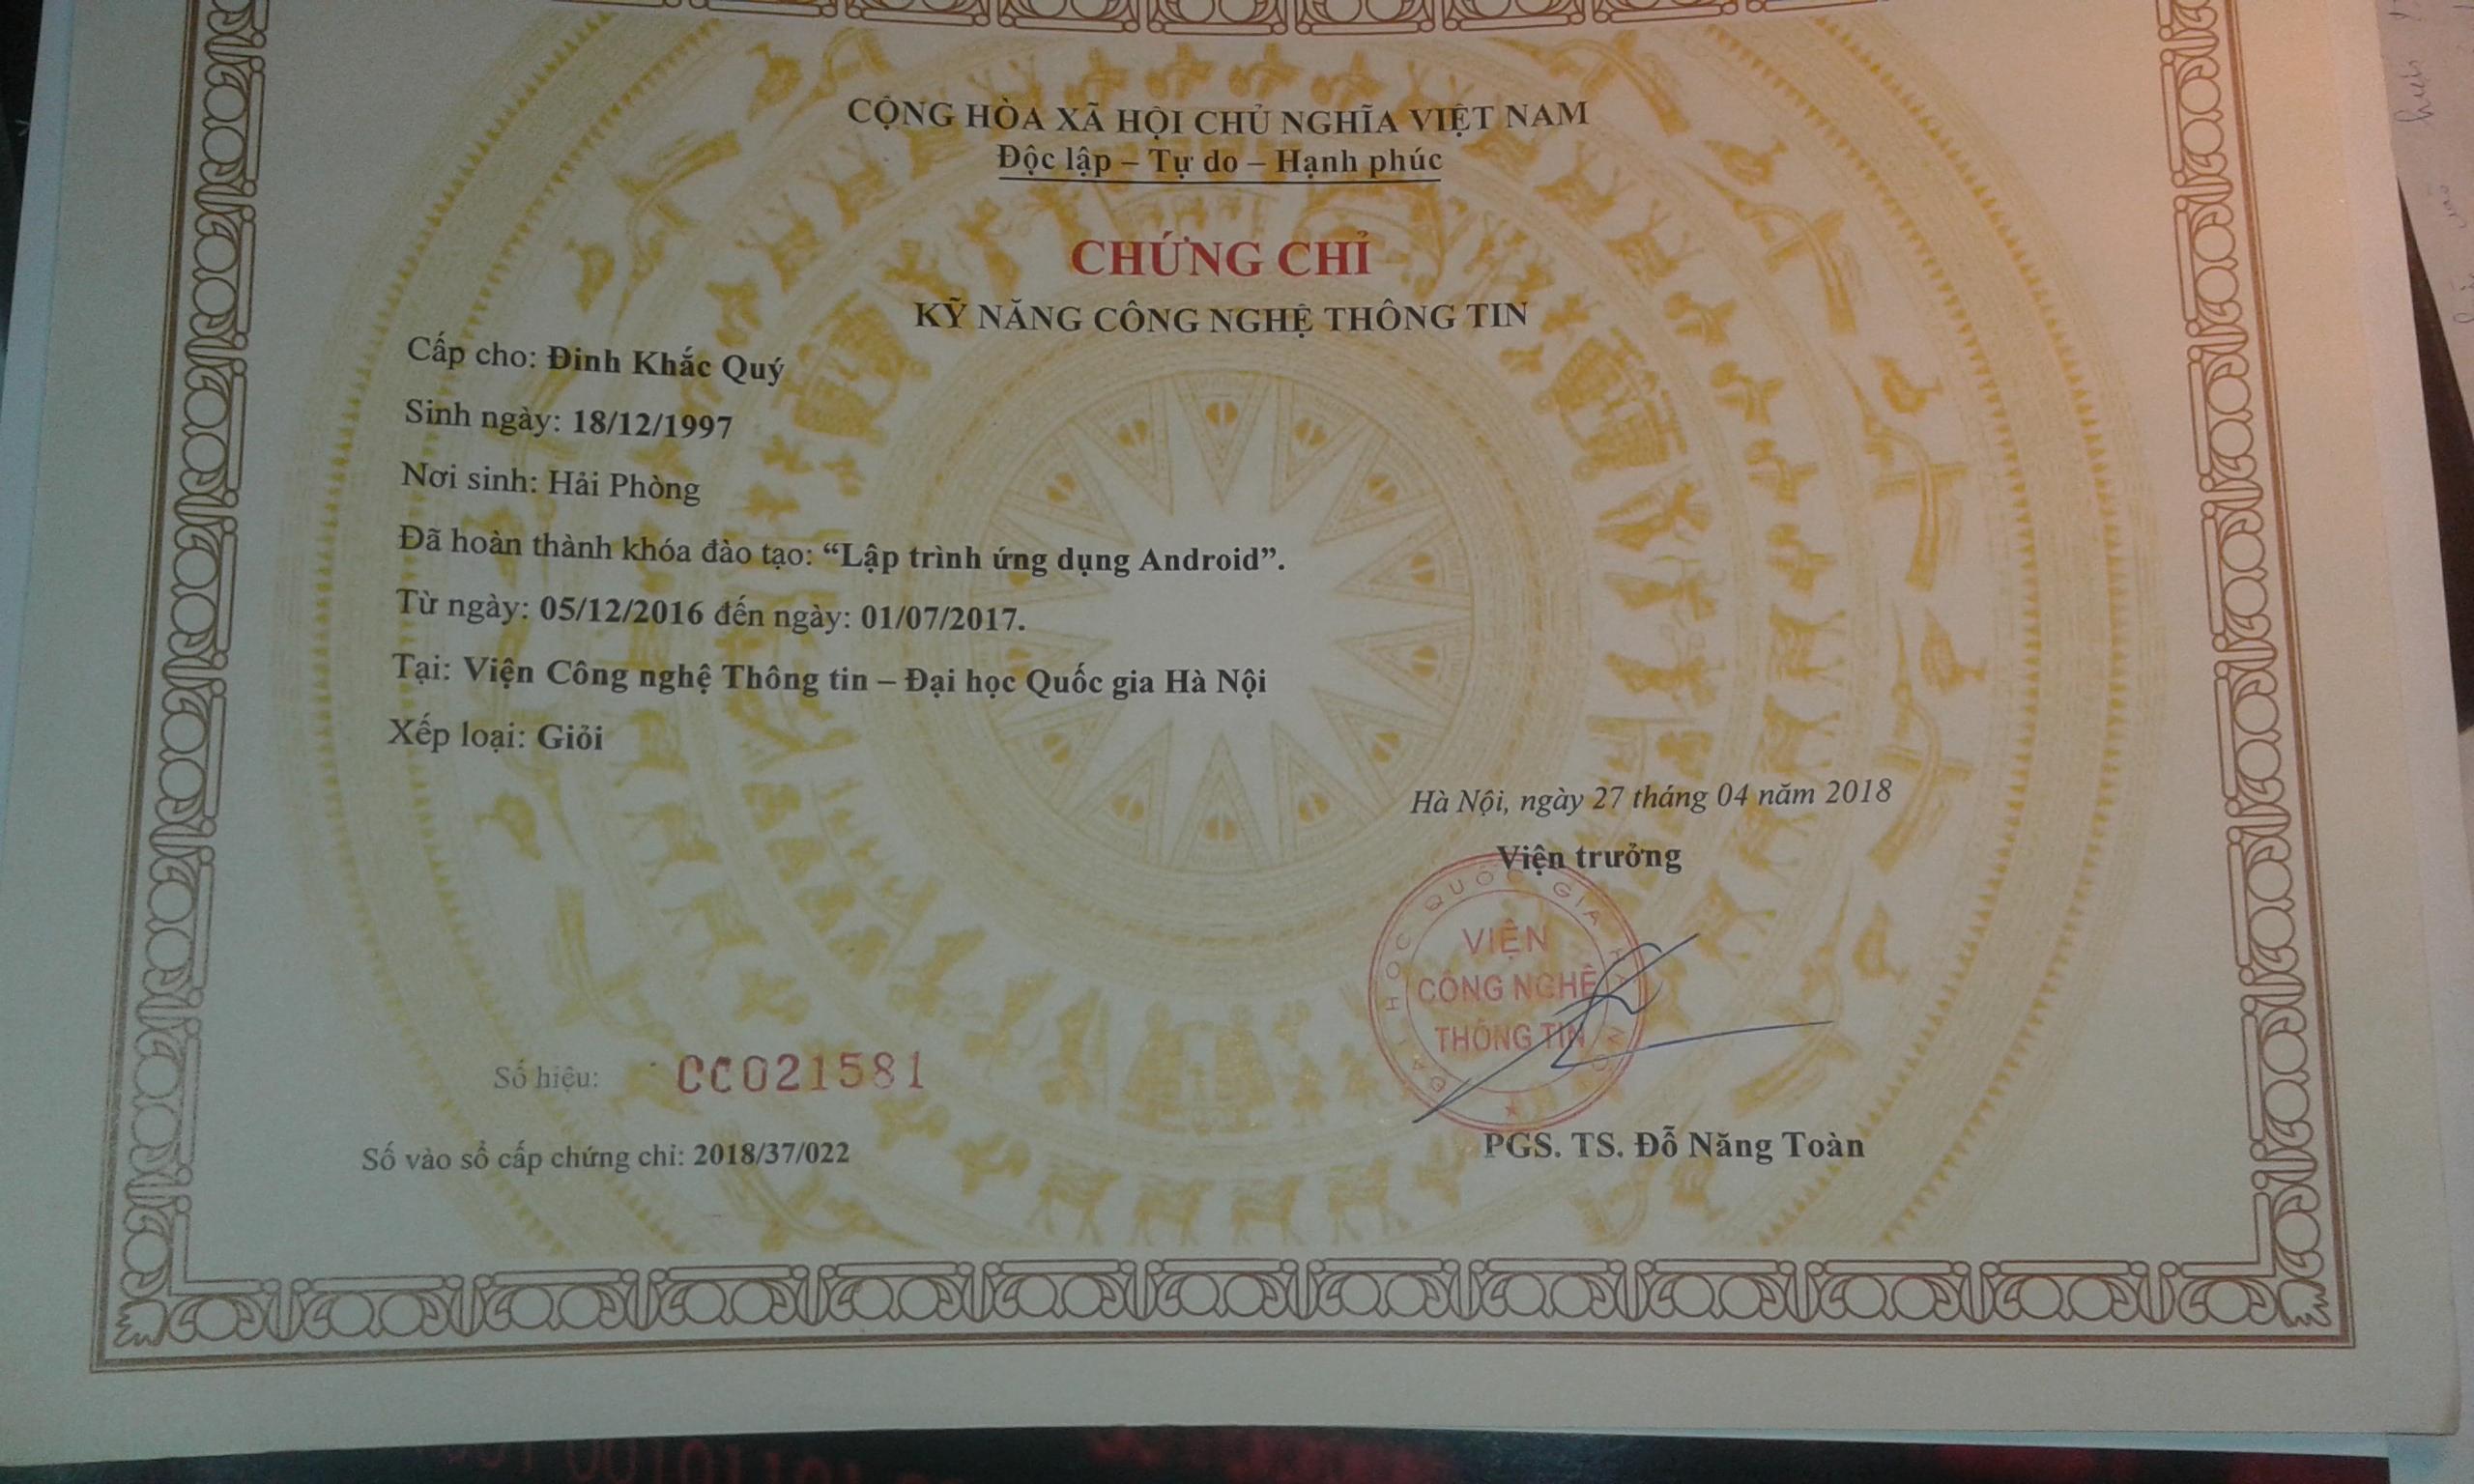 CỘNG HÒA XÃ HỘI CHỦ NGHĨA VIỆT NAM
Độc lập – Tự do – Hạnh phúc
CHỨNG CHỈ
KỸ NĂNG CÔNG NGHỆ THÔNG TIN
Cấp cho: Đinh Khắc Quý
Sinh ngày: 18/12/1997
Nơi sinh: Hải Phòng
Đã hoàn thành khóa đào tạo: “Lập trình ứng dụng Android”.
Từ ngày: 05/12/2016 đến ngày: 01/07/2017.
Tại: Viện Công nghệ Thông tin – Đại học Quốc gia Hà Nội
Xếp loại: Giỏi
Hà Nội, ngày 27 tháng 04 năm 2018
Viện trưởng
ĐẠI HỌC QUỐC GIA
VIỆN
CÔNG NGHỆ
THÔNG TIN
PGS. TS. Đỗ Năng Toàn
Số hiệu: CC021581
Số vào sổ cấp chứng chỉ: 2018/37/022